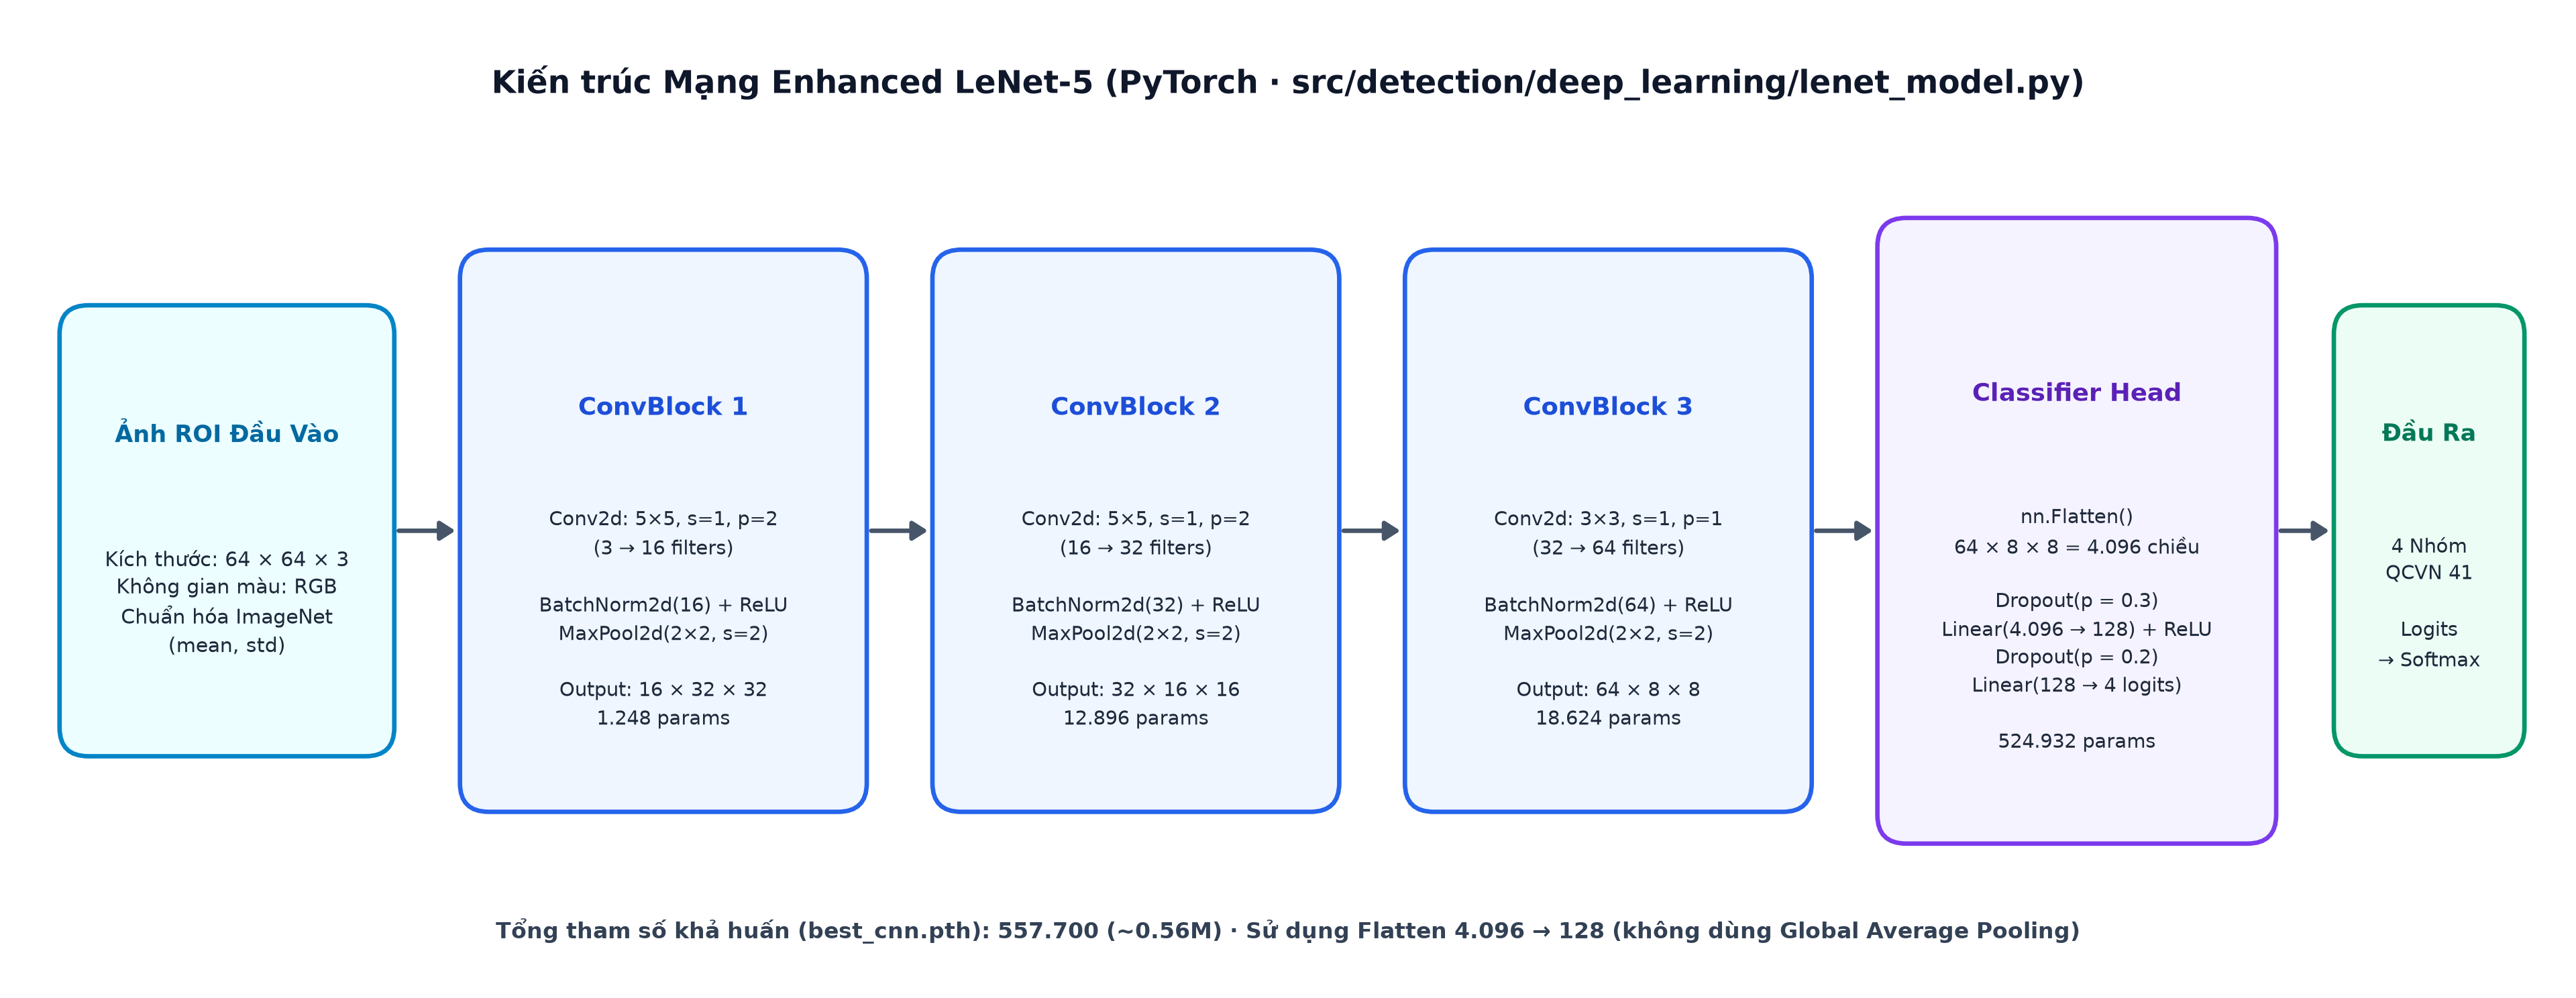 Kiến trúc Mạng Enhanced LeNet-5 (PyTorch · src/detection/deep_learning/lenet_model.py)
Ảnh ROI Đầu Vào
Kích thước: 64 × 64 × 3
Không gian màu: RGB
Chuẩn hóa ImageNet
(mean, std)
ConvBlock 1
Conv2d: 5×5, s=1, p=2
(3 → 16 filters)
BatchNorm2d(16) + ReLU
MaxPool2d(2×2, s=2)
Output: 16 × 32 × 32
1.248 params
ConvBlock 2
Conv2d: 5×5, s=1, p=2
(16 → 32 filters)
BatchNorm2d(32) + ReLU
MaxPool2d(2×2, s=2)
Output: 32 × 16 × 16
12.896 params
ConvBlock 3
Conv2d: 3×3, s=1, p=1
(32 → 64 filters)
BatchNorm2d(64) + ReLU
MaxPool2d(2×2, s=2)
Output: 64 × 8 × 8
18.624 params
Classifier Head
nn.Flatten()
64 × 8 × 8 = 4.096 chiều
Dropout(p = 0.3)
Linear(4.096 → 128) + ReLU
Dropout(p = 0.2)
Linear(128 → 4 logits)
524.932 params
Đầu Ra
4 Nhóm
QCVN 41
Logits
→ Softmax
Tổng tham số khả huấn (best_cnn.pth): 557.700 (~0.56M) · Sử dụng Flatten 4.096 → 128 (không dùng Global Average Pooling)